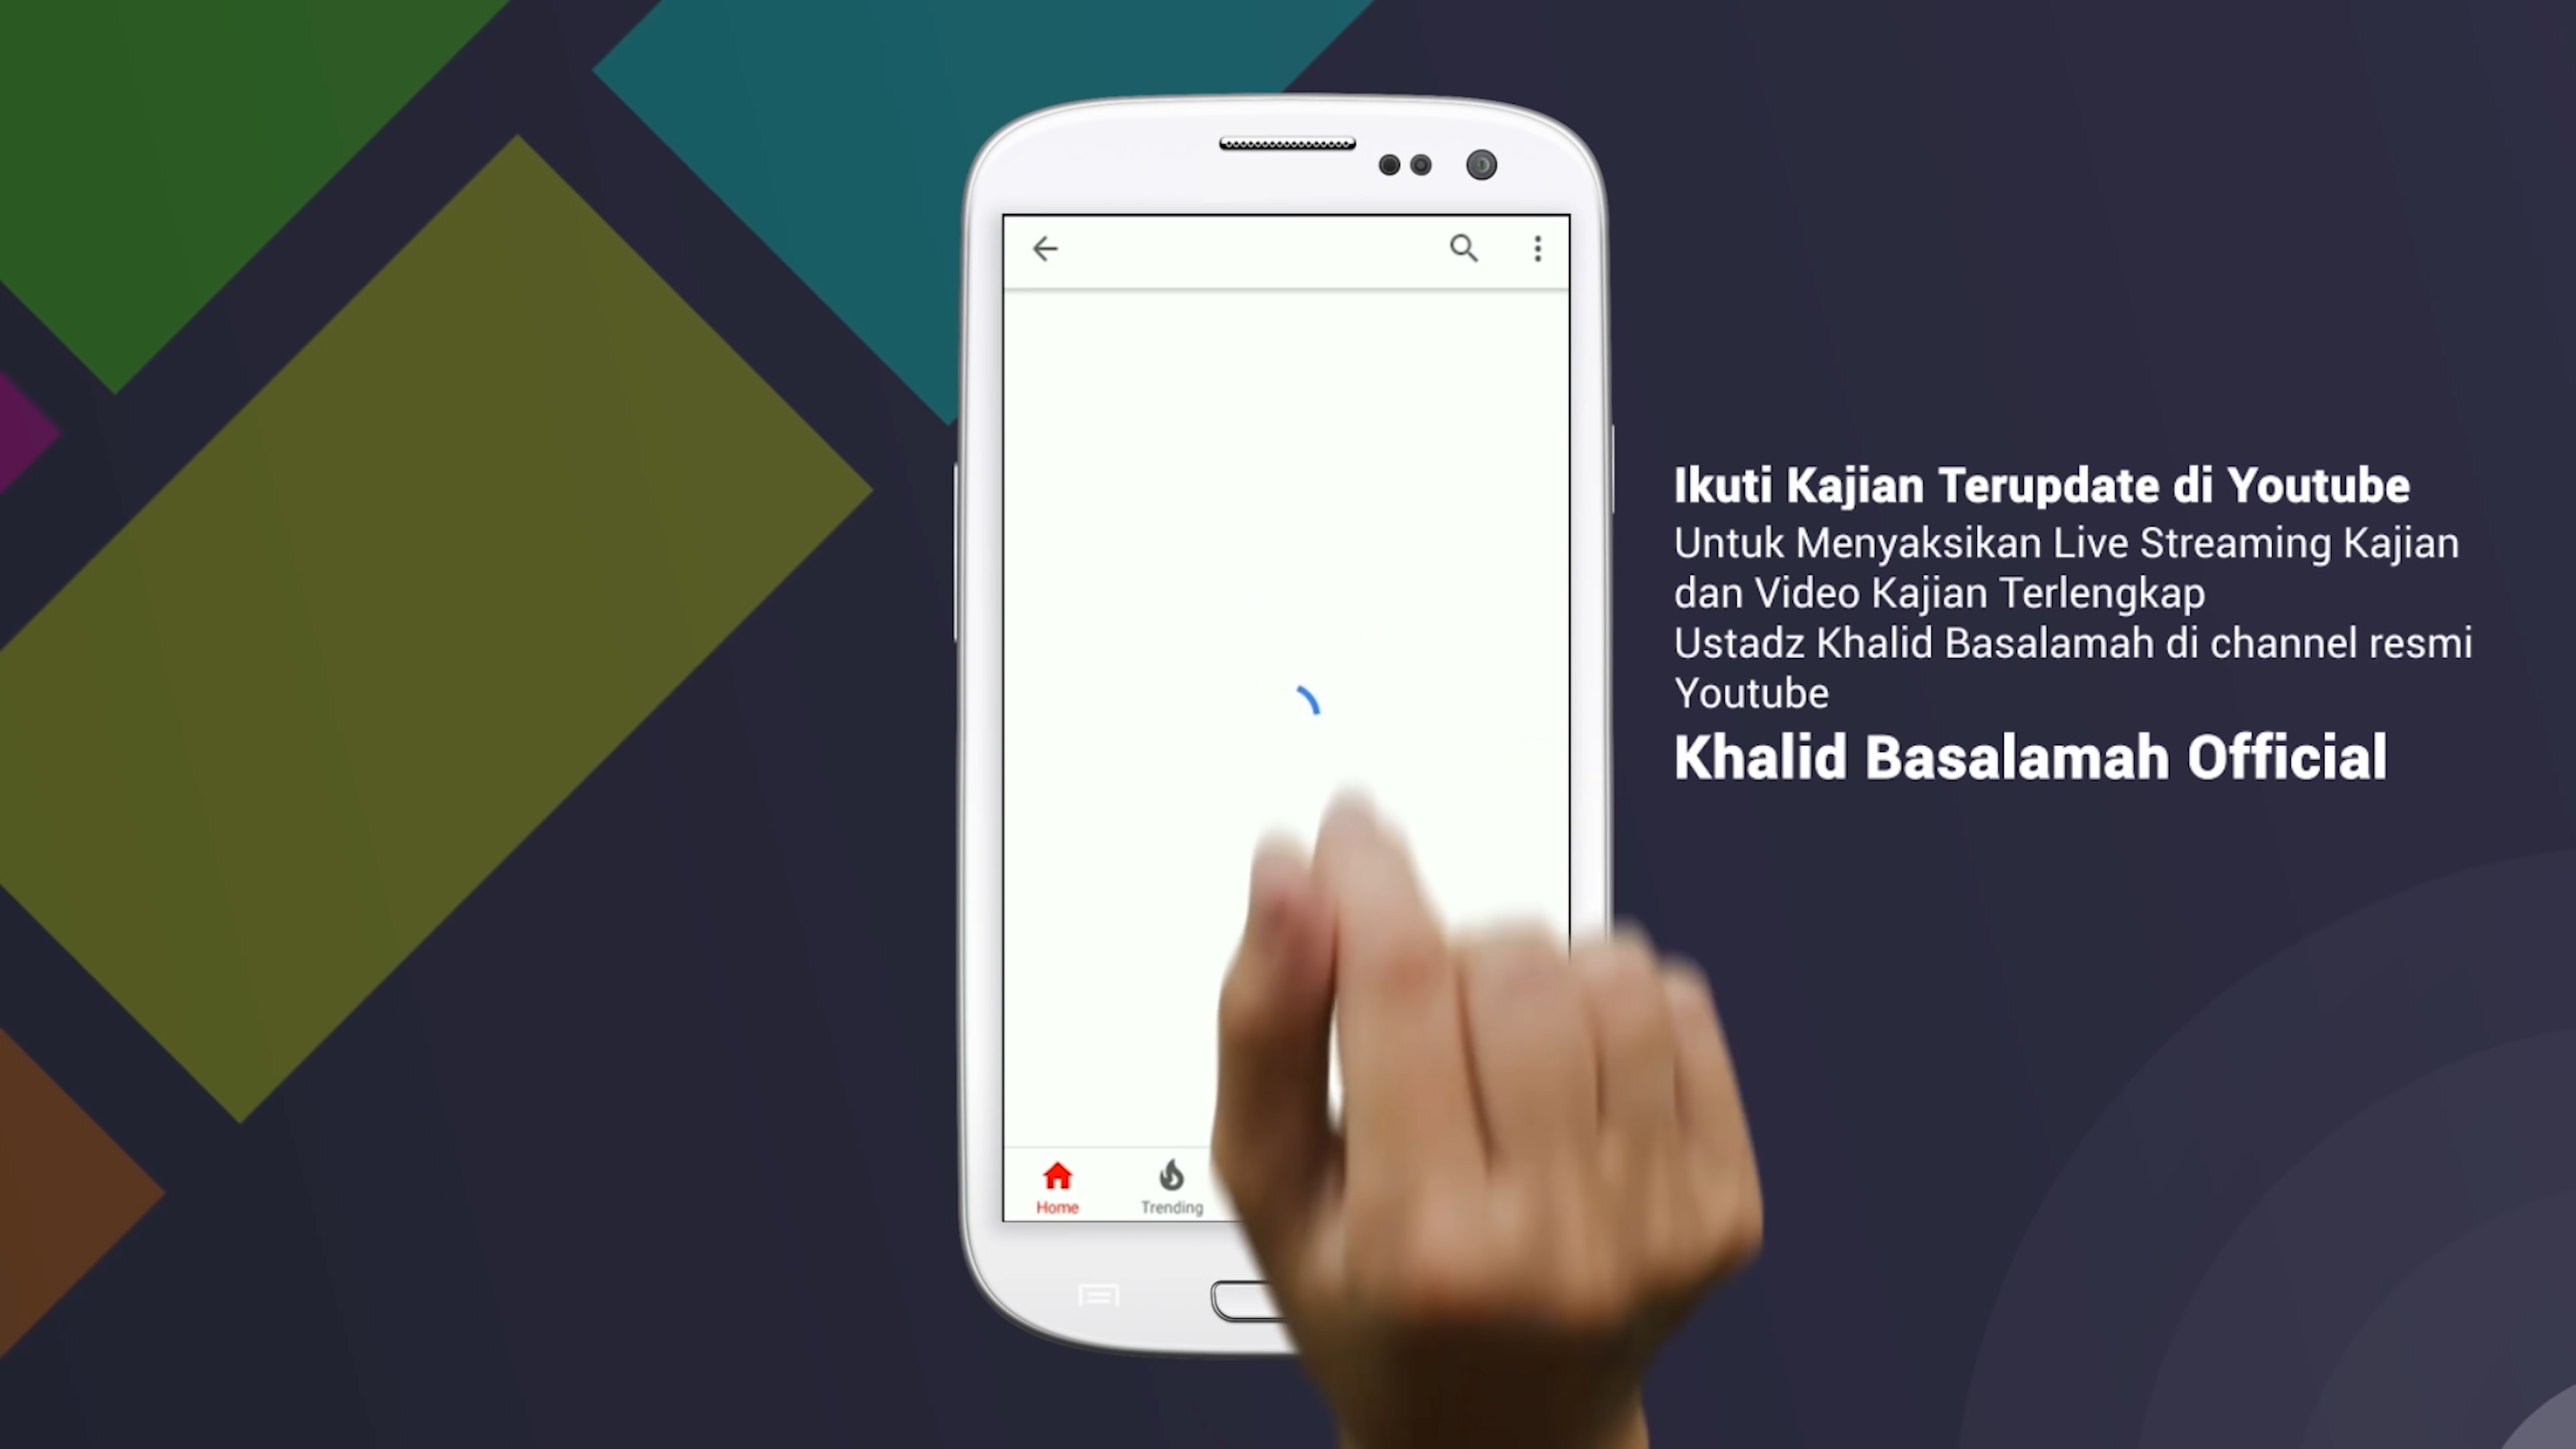 Ikuti Kajian Terupdate di Youtube
Untuk Menyaksikan Live Streaming Kajian
dan Video Kajian Terlengkap
Ustadz Khalid Basalamah di channel resmi
Youtube
Khalid Basalamah Official
Home
Trending